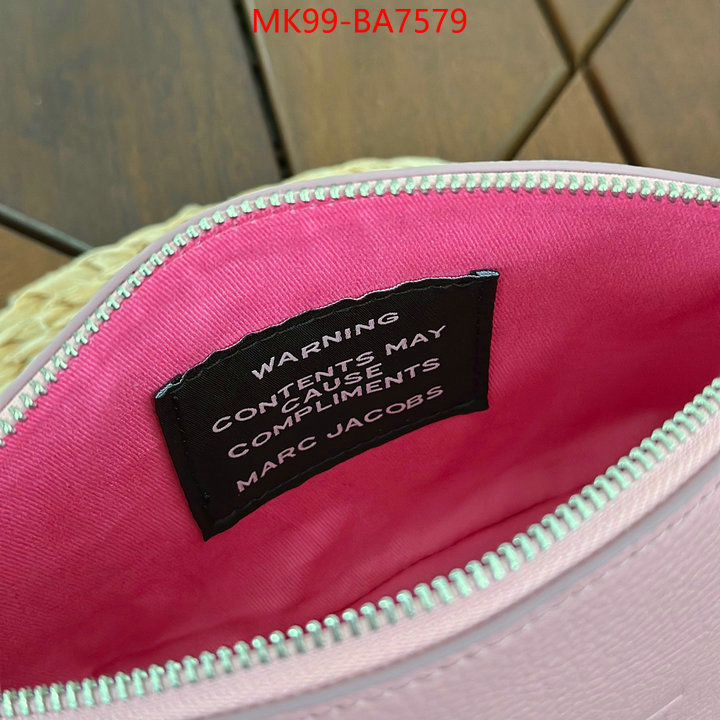 MK99-BA7579
WARNING
CONTENTS MAY
CAUSE
COMPLIMENTS
MARC JACOBS